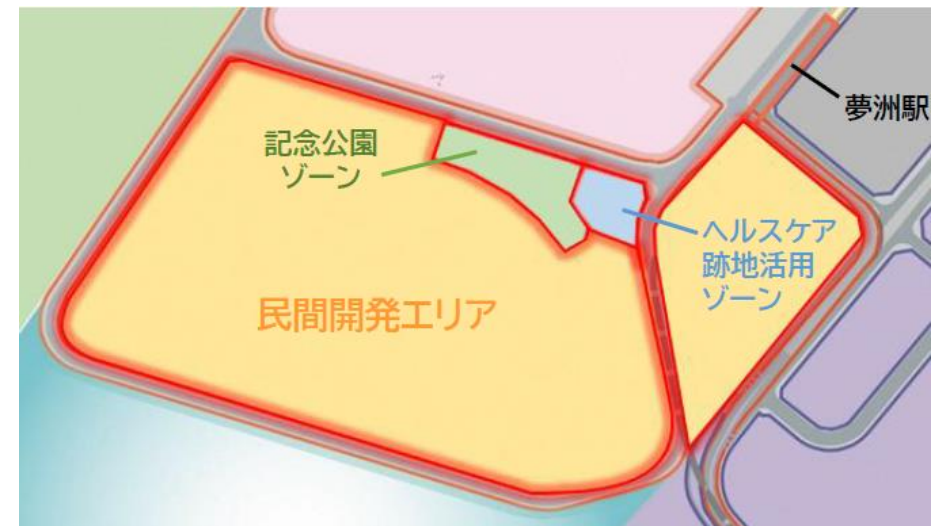 夢洲駅
記念公園
ゾーン
ヘルスケア
跡地活用
ゾーン
民間開発エリア